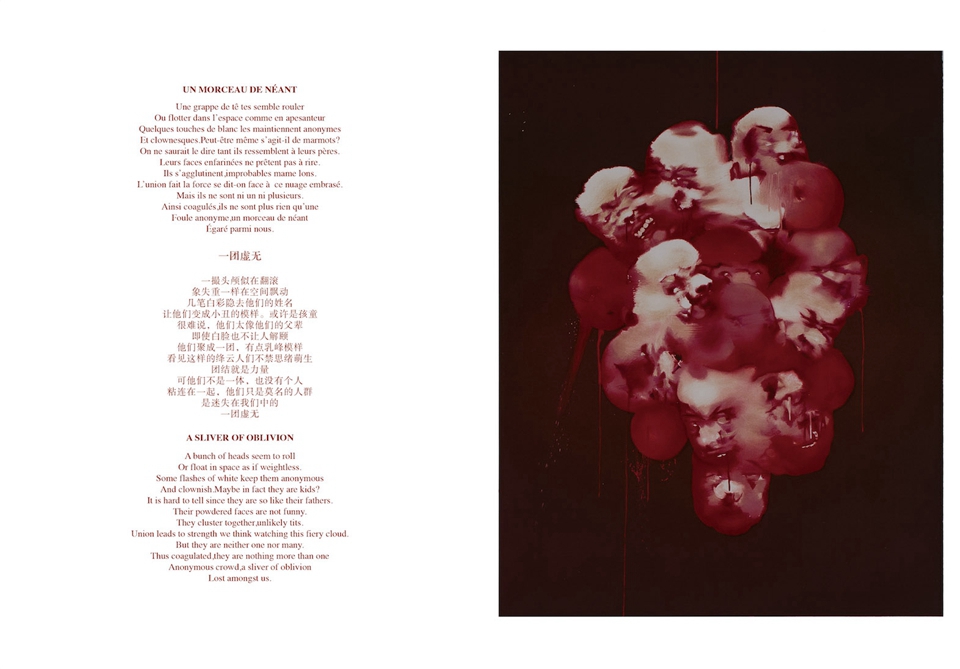 UN MORCEAU DE NÉANT
Une grappe de tê tes semble rouler
Ou flotter dans l'espace comme en apesanteur
Quelques touches de blanc les maintiennent anonymes
Et clownesques.Peut-être même s'agit-il de marmots?
On ne saurait le dire tant ils ressemblent à leurs pères.
Leurs faces enfarinées ne prêtent pas à rire.
Ils s'agglutinent,improbables mame lons.
L'union fait la force se dit-on face à ce nuage embrasé.
Mais ils ne sont ni un ni plusieurs.
Ainsi coagulés,ils ne sont plus rien qu'une
Foule anonyme,un morceau de néant
Égaré parmi nous.
一团虚无
一撮头颅似在翻滚
象失重一样在空间飘动
几笔白彩隐去他们的姓名
让他们变成小丑的模样。或许是孩童
很难说，他们太像他们的父辈
即使白脸也不让人解颐
他们聚成一团，有点乳峰模样
看见这样的绛云人们不禁思绪萌生
团结就是力量
可他们不是一体，也没有个人
粘连在一起，他们只是莫名的人群
是迷失在我们中的
一团虚无
A SLIVER OF OBLIVION
A bunch of heads seem to roll
Or float in space as if weightless.
Some flashes of white keep them anonymous
And clownish.Maybe in fact they are kids?
It is hard to tell since they are so like their fathers.
Their powdered faces are not funny.
They cluster together,unlikely tits.
Union leads to strength we think watching this fiery cloud.
But they are neither one nor many.
Thus coagulated,they are nothing more than one
Anonymous crowd,a sliver of oblivion
Lost amongst us.